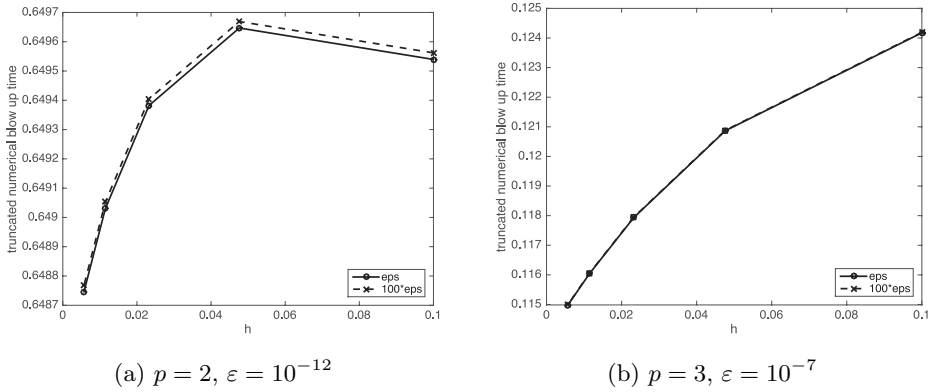 0.6497
0.6496
0.6495
0.6494
0.6493
0.6492
0.6491
0.649
0.6489
0.6488
0.6487
truncated numerical blow up time
0 0.02 0.04 0.06 0.08 0.1
h
eps
100*eps
(a) p = 2, ε = 10⁻¹²
0.125
0.124
0.123
0.122
0.121
0.12
0.119
0.118
0.117
0.116
0.115
truncated numerical blow up time
0 0.02 0.04 0.06 0.08 0.1
h
eps
100*eps
(b) p = 3, ε = 10⁻⁷